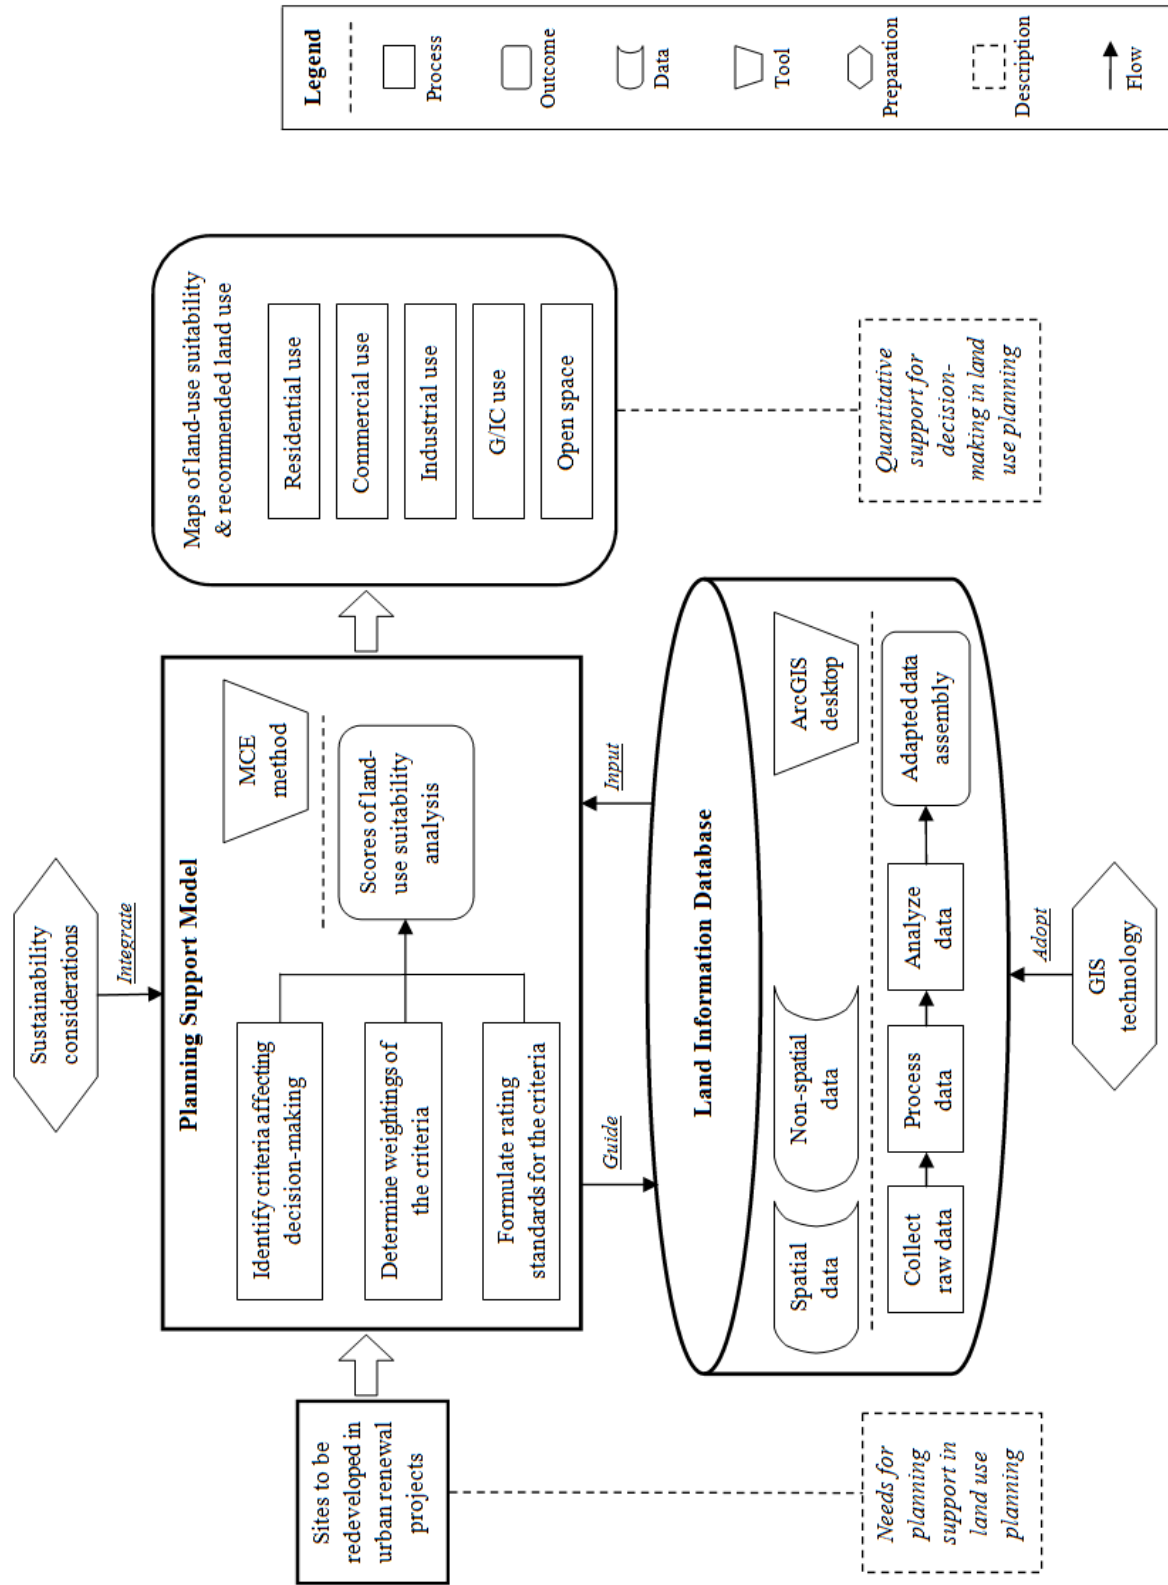 Sustainability
considerations
Integrate
Sites to be
redeveloped in
urban renewal
projects
Planning Support Model
Identify criteria affecting
decision-making
Determine weightings of
the criteria
Formulate rating
standards for the criteria
MCE
method
Scores of land-
use suitability
analysis
Maps of land-use suitability
& recommended land use
Residential use
Commercial use
Industrial use
G/IC use
Open space
Guide
Input
Land Information Database
Spatial
data
Non-spatial
data
ArcGIS
desktop
Collect
raw data
Process
data
Analyze
data
Adapted data
assembly
Adopt
GIS
technology
Needs for
planning
support in
land use
planning
Quantitative
support for
decision-
making in land
use planning
Legend
Process
Outcome
Data
Tool
Preparation
Description
Flow